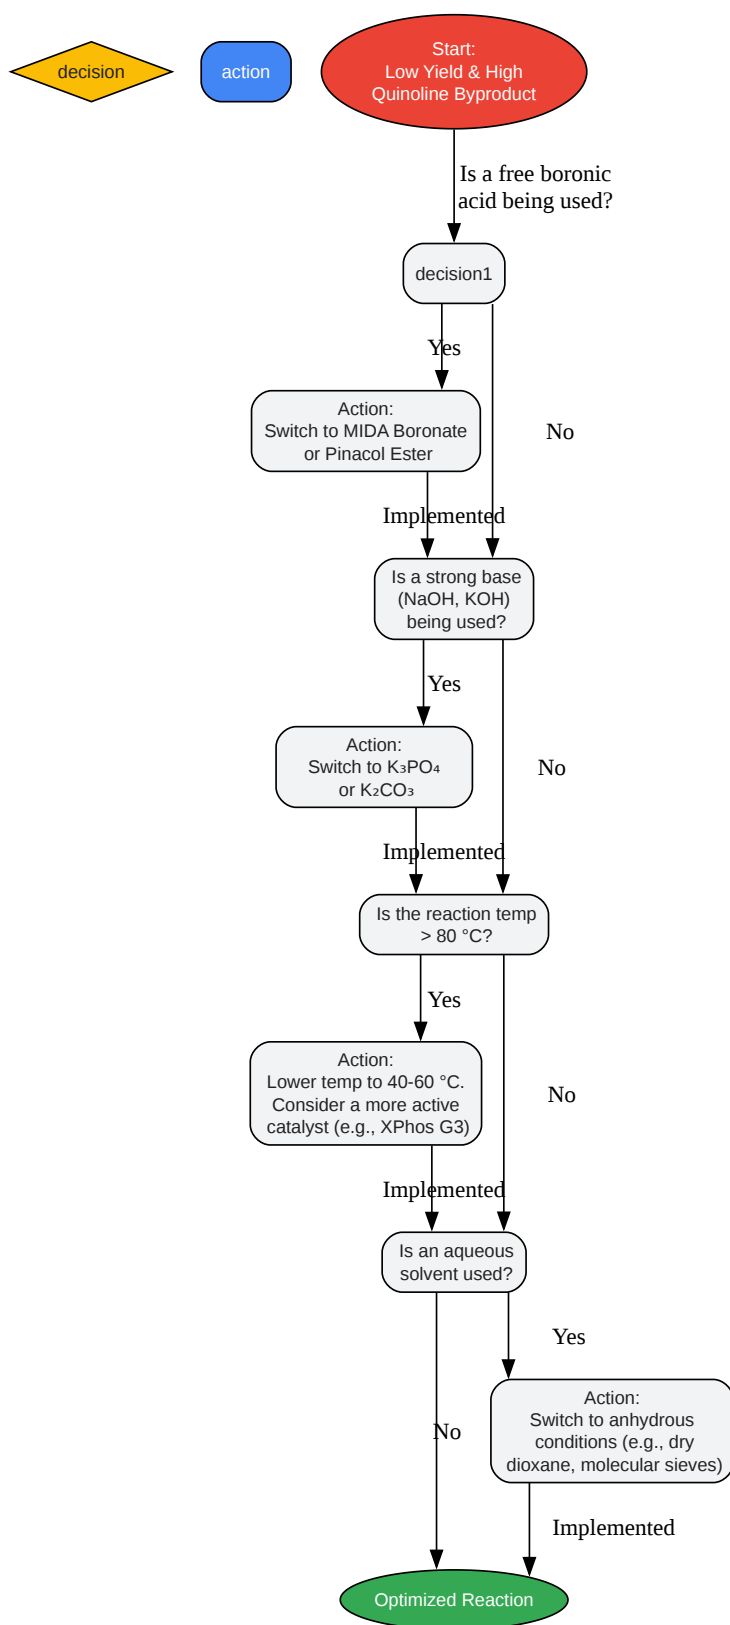 decision
action
Start:
Low Yield & High
Quinoline Byproduct
Is a free boronic
acid being used?
decision1
Yes
No
Action:
Switch to MIDA Boronate
or Pinacol Ester
Implemented
Is a strong base
(NaOH, KOH)
being used?
Yes
No
Action:
Switch to K₃PO₄
or K₂CO₃
Implemented
Is the reaction temp
> 80 °C?
Yes
No
Action:
Lower temp to 40-60 °C.
Consider a more active
catalyst (e.g., XPhos G3)
Implemented
Is an aqueous
solvent used?
Yes
No
Action:
Switch to anhydrous
conditions (e.g., dry
dioxane, molecular sieves)
Implemented
Optimized Reaction